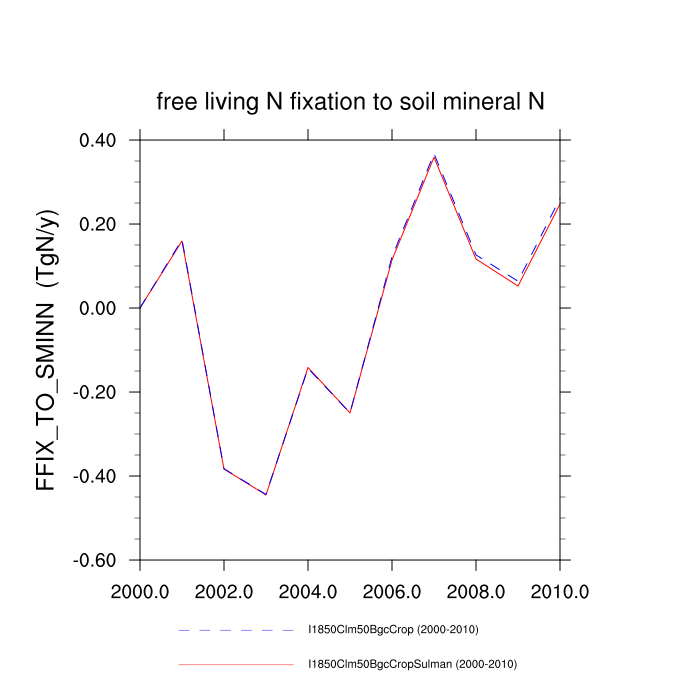 free living N fixation to soil mineral N
FFIX_TO_SMINN (TgN/y)
0.40
0.20
0.00
-0.20
-0.40
-0.60
2000.0 2002.0 2004.0 2006.0 2008.0 2010.0
I1850Clm50BgcCrop (2000-2010)
I1850Clm50BgcCropSulman (2000-2010)